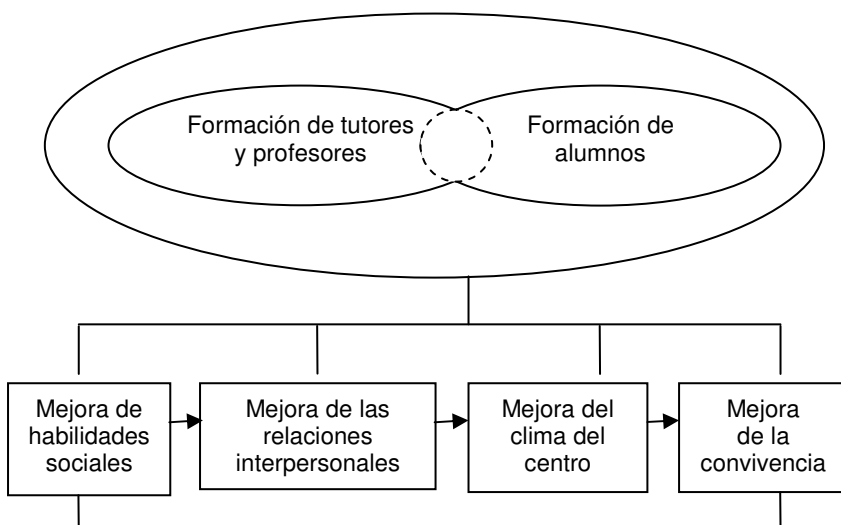 Formación de tutores
y profesores
Formación de
alumnos
Mejora de
habilidades
sociales
Mejora de las
relaciones
interpersonales
Mejora del
clima del
centro
Mejora
de la
convivencia